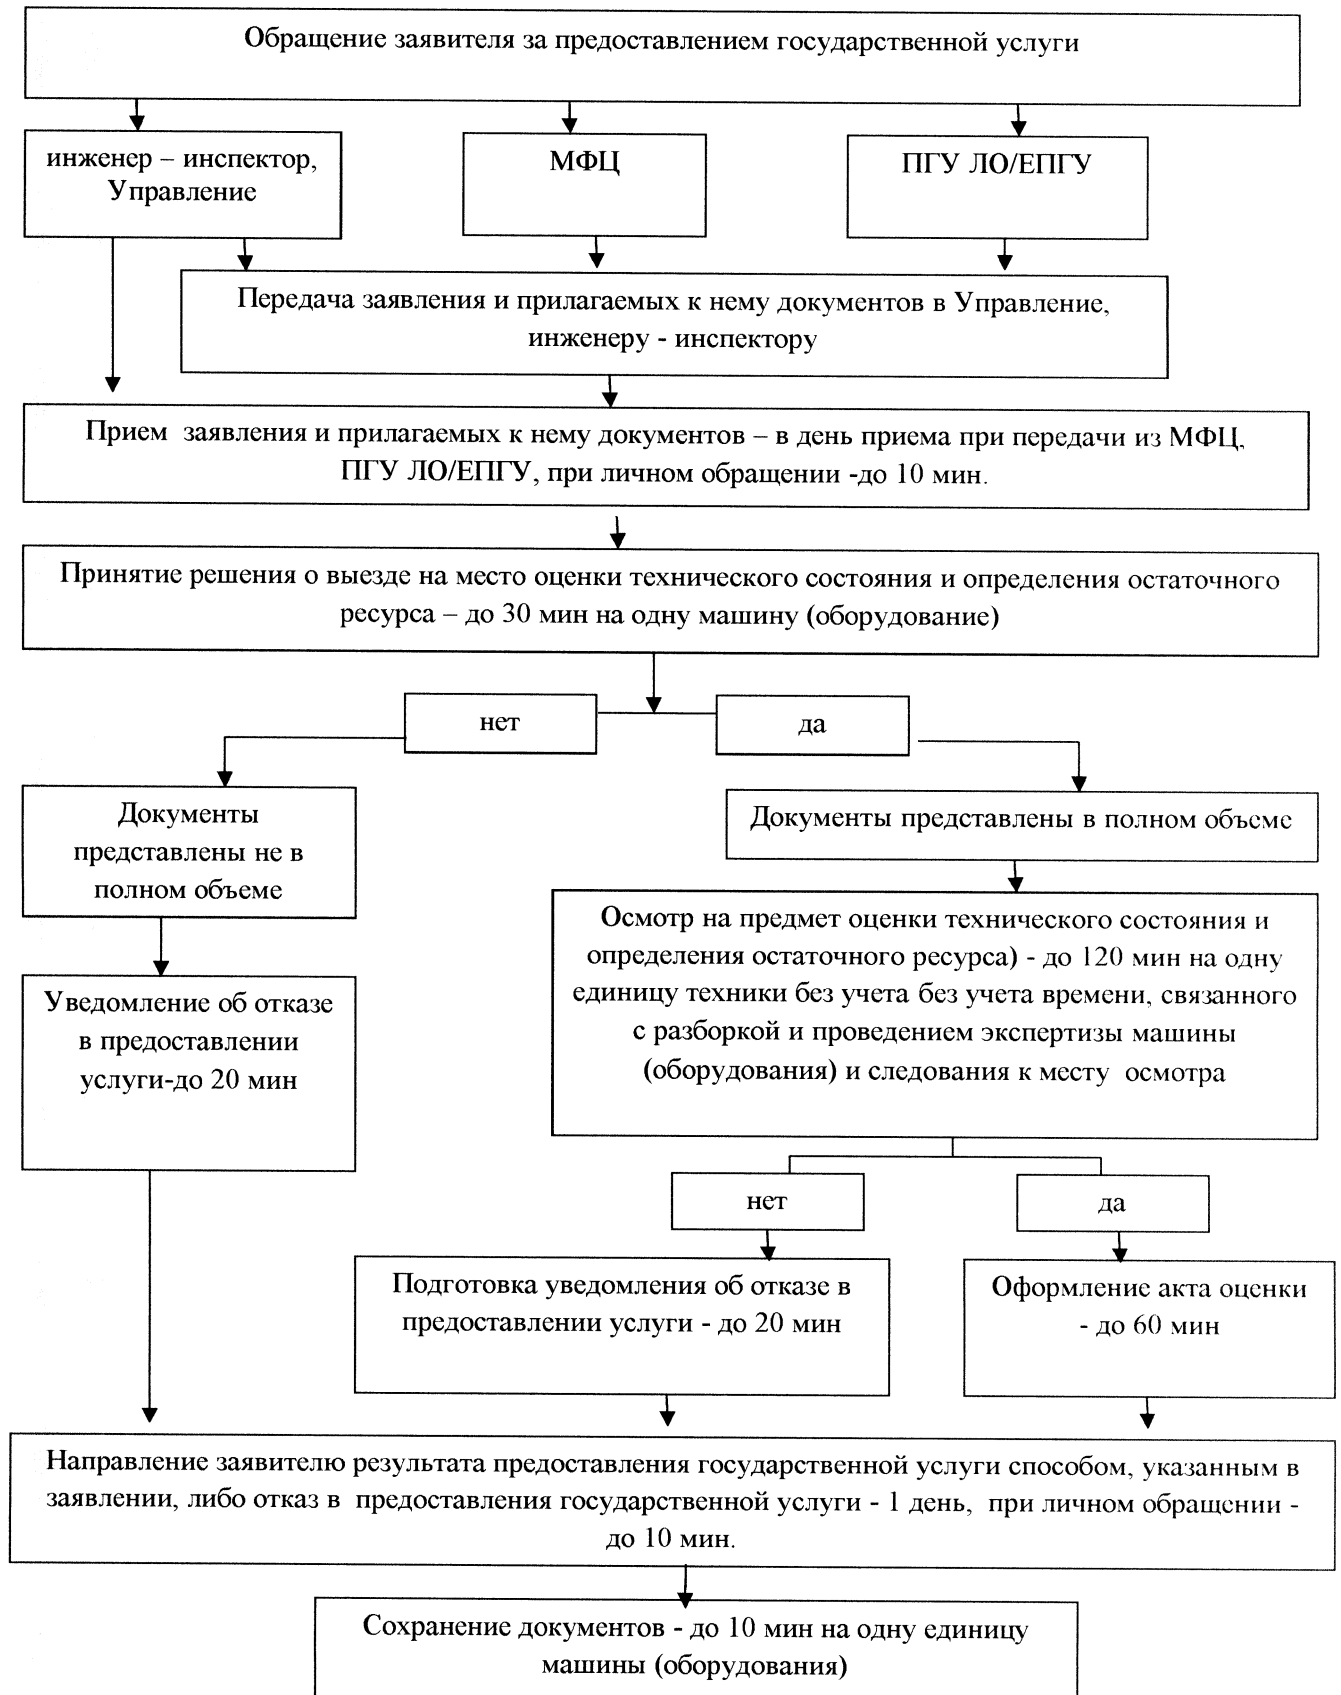 Обращение заявителя за предоставлением государственной услуги
инженер – инспектор,
Управление
МФЦ
ПГУ ЛО/ЕПГУ
Передача заявления и прилагаемых к нему документов в Управление,
инженеру - инспектору
Прием заявления и прилагаемых к нему документов – в день приема при передачи из МФЦ,
ПГУ ЛО/ЕПГУ, при личном обращении -до 10 мин.
Принятие решения о выезде на место оценки технического состояния и определения остаточного
ресурса – до 30 мин на одну машину (оборудование)
нет
да
Документы
представлены не в
полном объеме
Документы представлены в полном объеме
Уведомление об отказе
в предоставлении
услуги-до 20 мин
Осмотр на предмет оценки технического состояния и
определения остаточного ресурса) - до 120 мин на одну
единицу техники без учета без учета времени, связанного
с разборкой и проведением экспертизы машины
(оборудования) и следования к месту осмотра
нет
да
Подготовка уведомления об отказе в
предоставлении услуги - до 20 мин
Оформление акта оценки
- до 60 мин
Направление заявителю результата предоставления государственной услуги способом, указанным в
заявлении, либо отказ в предоставления государственной услуги - 1 день, при личном обращении -
до 10 мин.
Сохранение документов - до 10 мин на одну единицу
машины (оборудования)